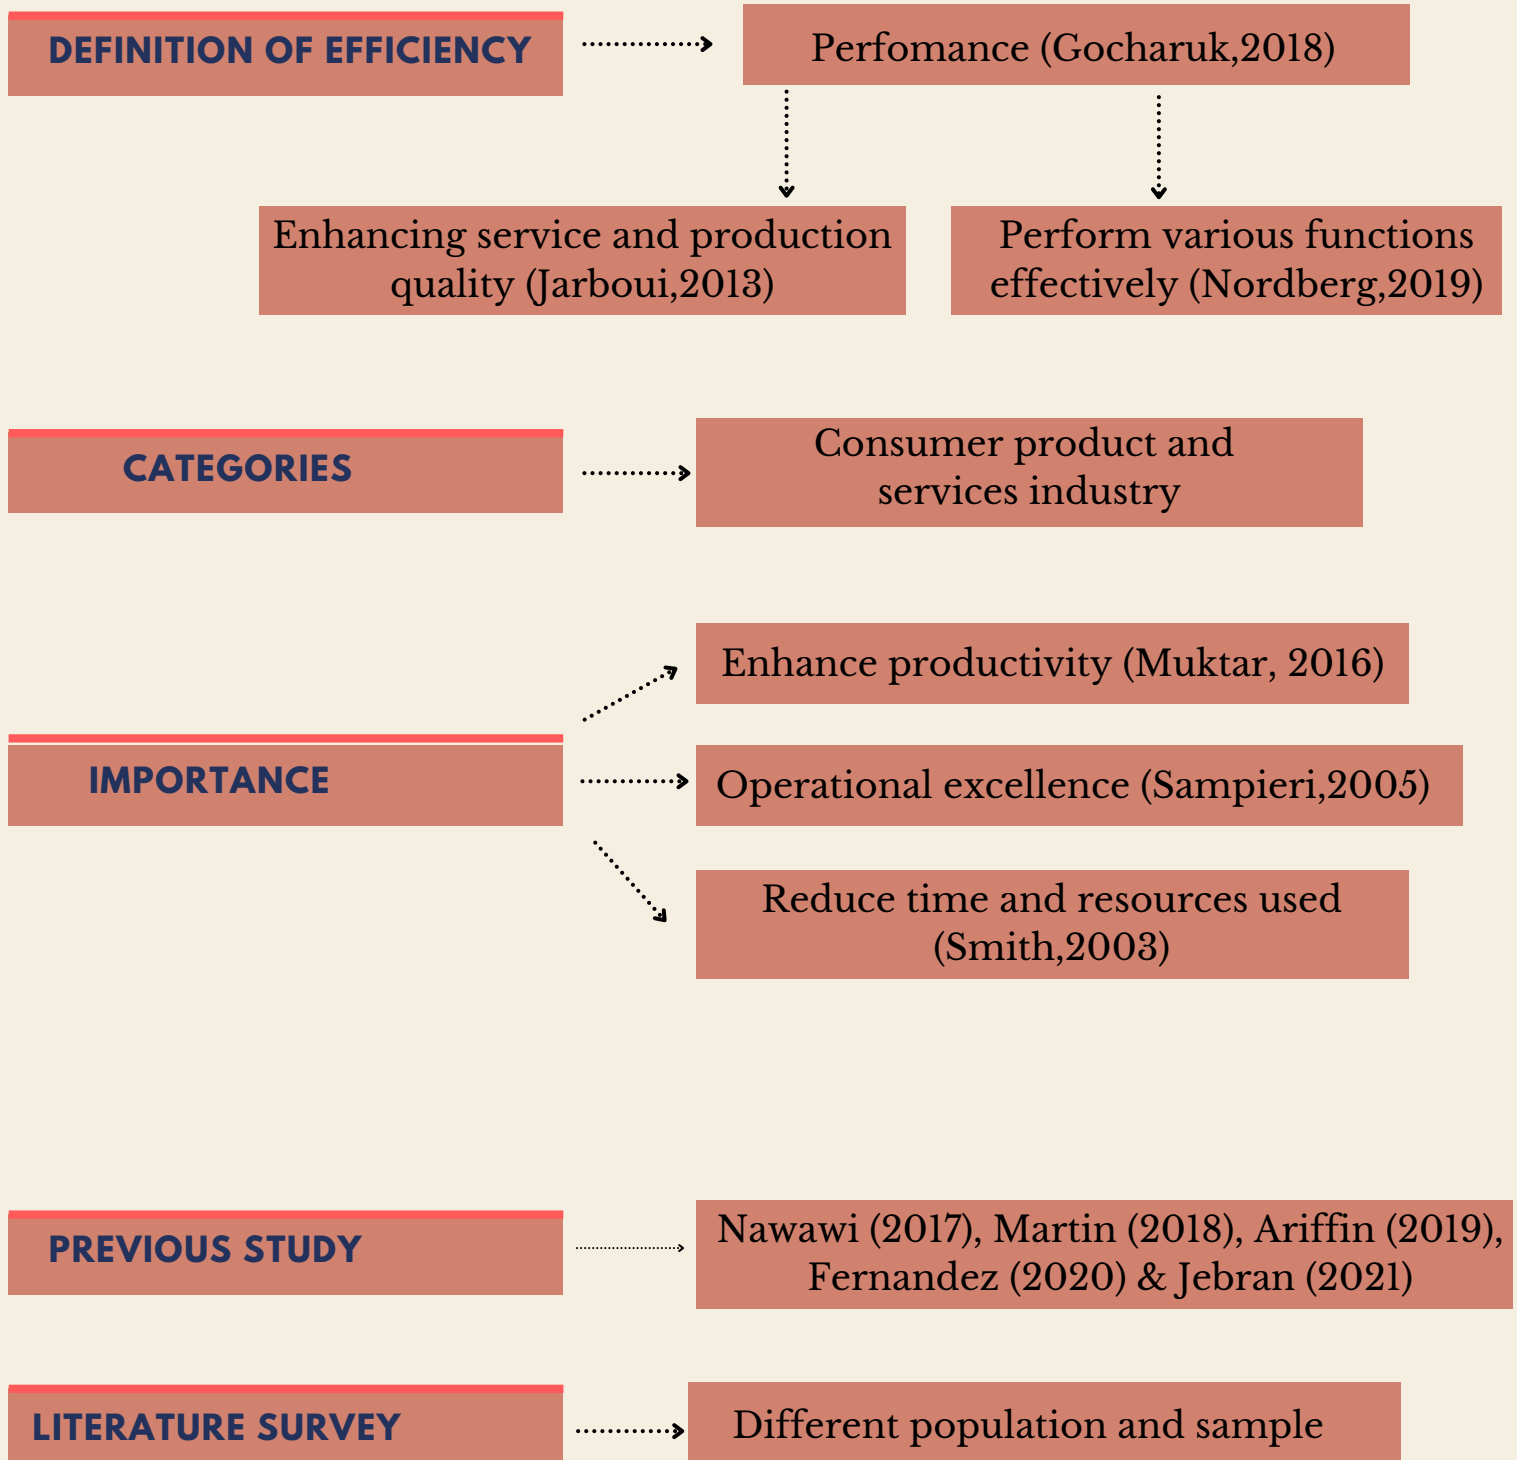 DEFINITION OF EFFICIENCY
Perfomance (Gocharuk,2018)
Enhancing service and production
quality (Jarboui,2013)
Perform various functions
effectively (Nordberg,2019)
CATEGORIES
Consumer product and
services industry
IMPORTANCE
Enhance productivity (Muktar, 2016)
Operational excellence (Sampieri,2005)
Reduce time and resources used
(Smith,2003)
PREVIOUS STUDY
Nawawi (2017), Martin (2018), Ariffin (2019),
Fernandez (2020) & Jebran (2021)
LITERATURE SURVEY
Different population and sample